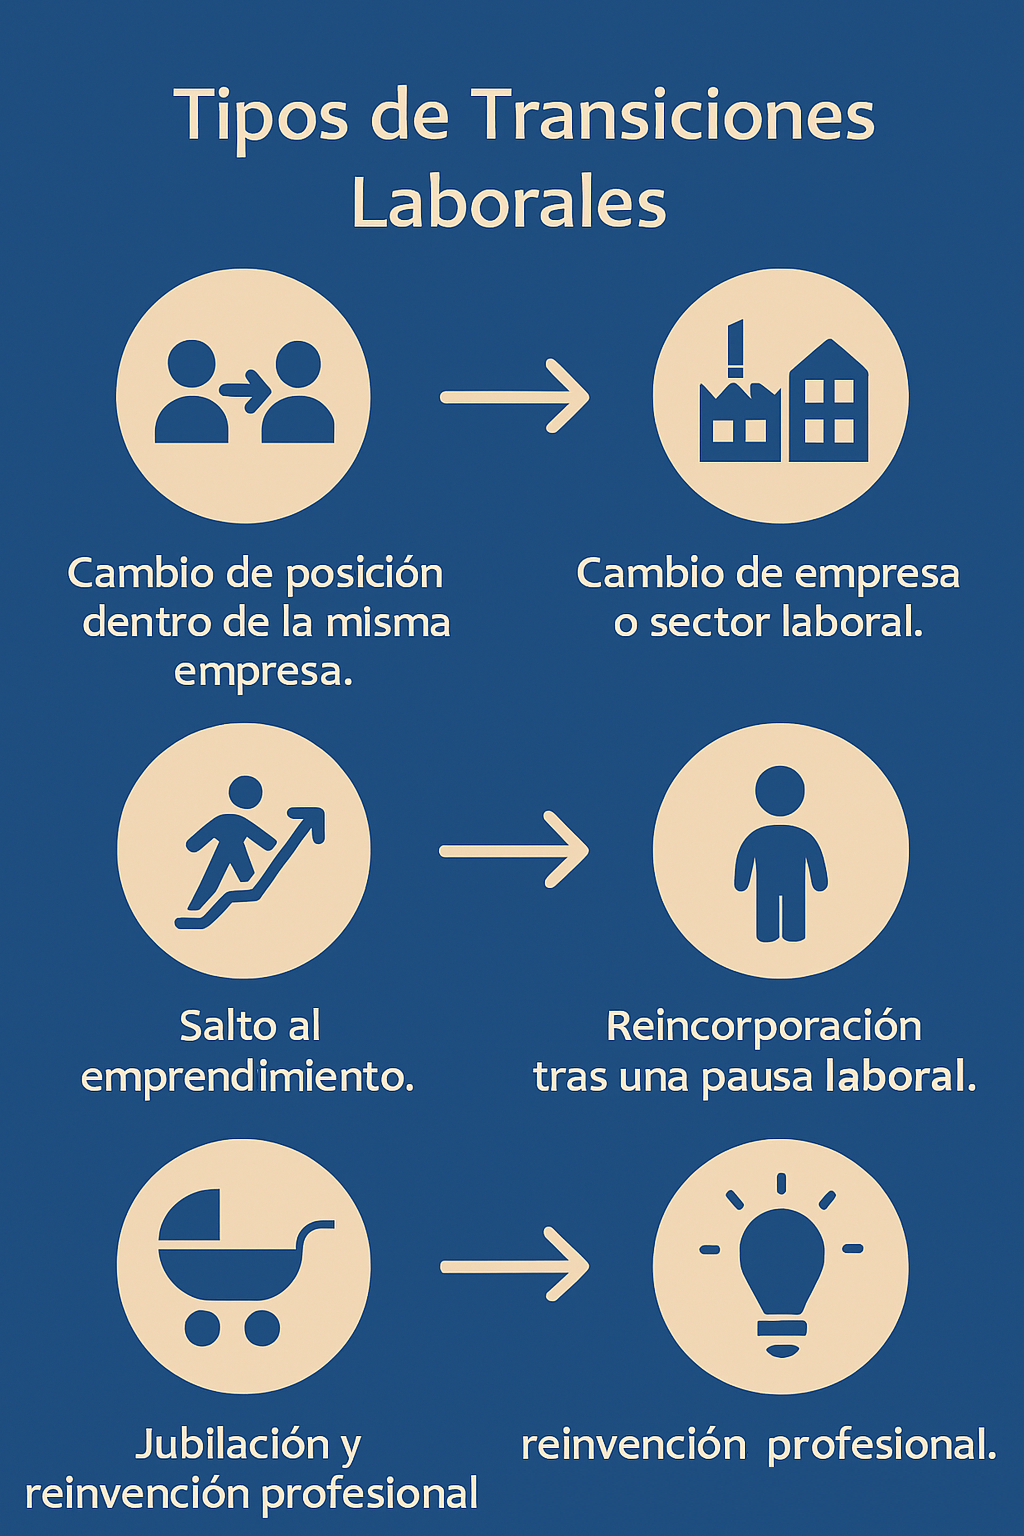 Tipos de Transiciones
Laborales
Cambio de posición
dentro de la misma
empresa.
Cambio de empresa
o sector laboral.
Salto al
emprendimiento.
Reincorporación
tras una pausa laboral.
Jubilación y
reinvención profesional
reinvención profesional.